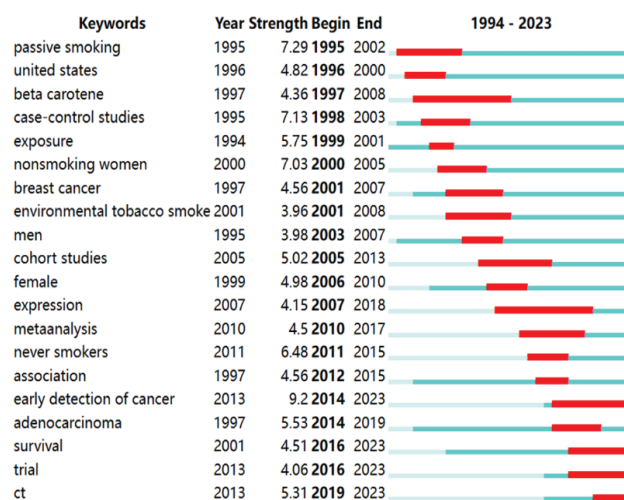 Keywords Year Strength Begin End 1994 - 2023
passive smoking 1995 7.29 1995 2002
united states 1996 4.82 1996 2000
beta carotene 1997 4.36 1997 2008
case-control studies 1995 7.13 1998 2003
exposure 1994 5.75 1999 2001
nonsmoking women 2000 7.03 2000 2005
breast cancer 1997 4.56 2001 2007
environmental tobacco smoke 2001 3.96 2001 2008
men 1995 3.98 2003 2007
cohort studies 2005 5.02 2005 2013
female 1999 4.98 2006 2010
expression 2007 4.15 2007 2018
metaanalysis 2010 4.5 2010 2017
never smokers 2011 6.48 2011 2015
association 1997 4.56 2012 2015
early detection of cancer 2013 9.2 2014 2023
adenocarcinoma 1997 5.53 2014 2019
survival 2001 4.51 2016 2023
trial 2013 4.06 2016 2023
ct 2013 5.31 2019 2023